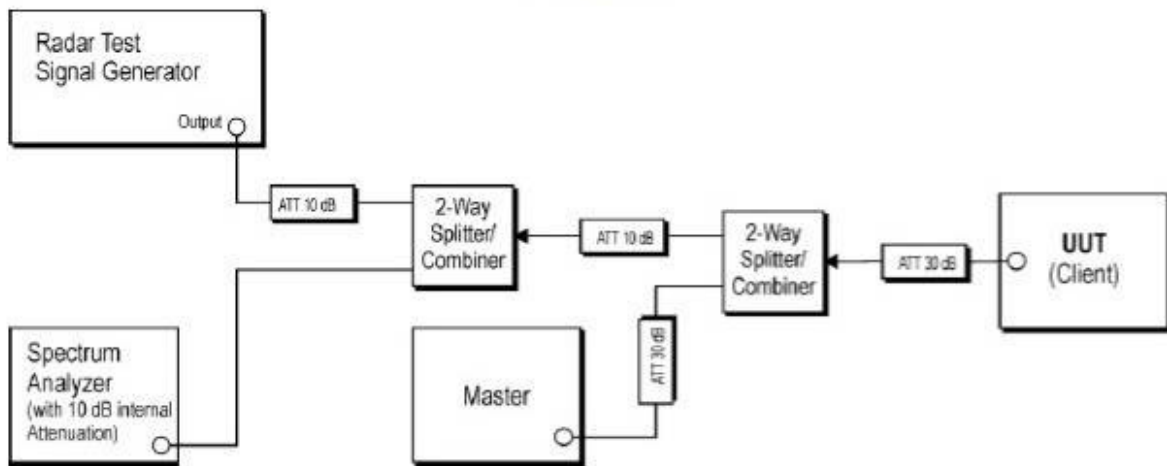 Radar Test
Signal Generator
Output
ATT 10 dB
2-Way
Splitter/
Combiner
ATT 10 dB
2-Way
Splitter/
Combiner
ATT 30 dB
UUT
(Client)
Spectrum
Analyzer
(with 10 dB internal
Attenuation)
Master
ATT 30 dB